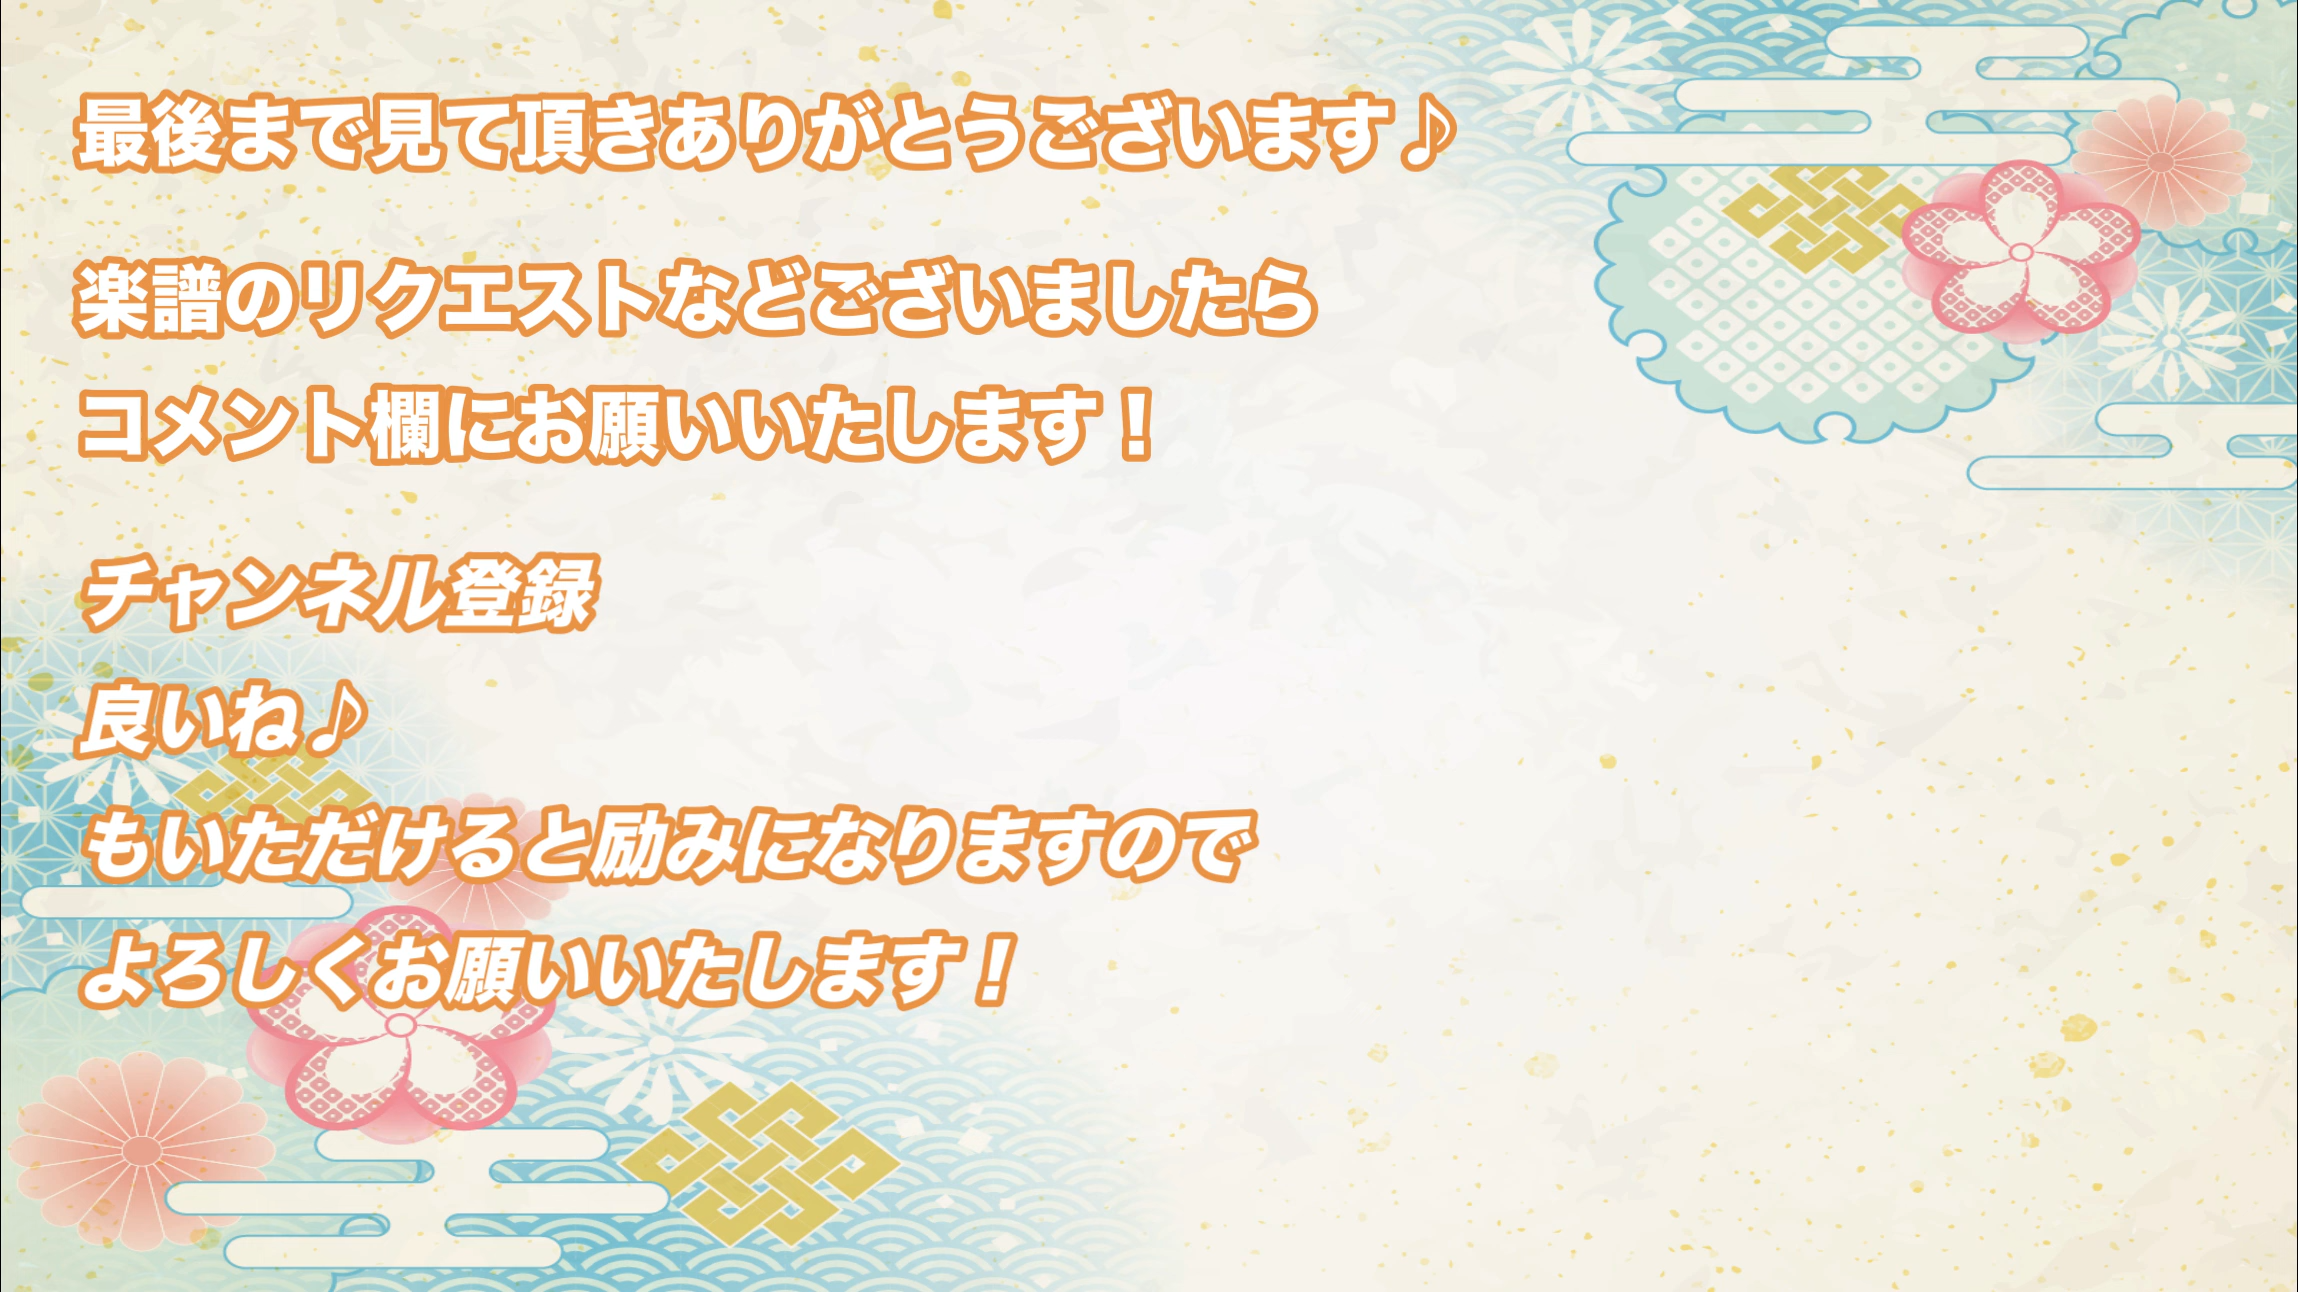 最後まで見て頂きありがとうございます♪
楽譜のリクエストなどございましたら
コメント欄にお願いいたします！
チャンネル登録
良いね♪
もいただけると励みになりますので
よろしくお願いいたします！